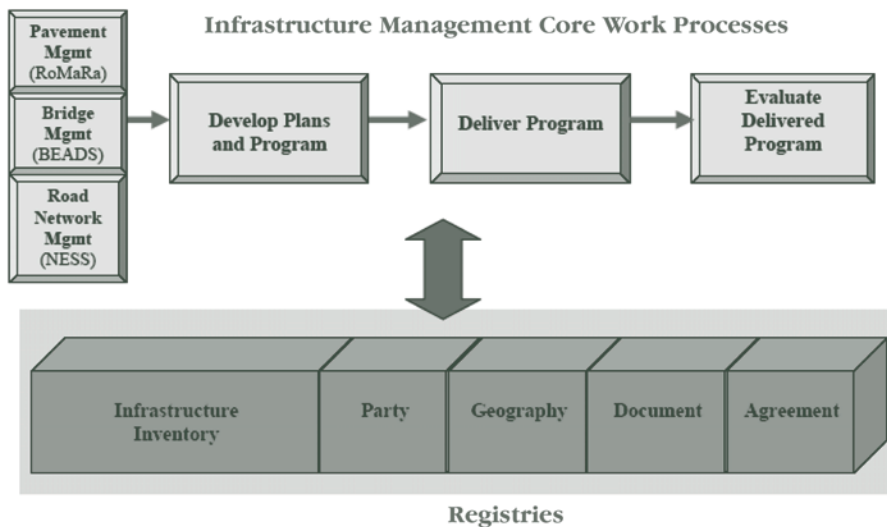 Infrastructure Management Core Work Processes
Pavement
Mgmt
(RoMaRa)
Bridge
Mgmt
(BEADS)
Road
Network
Mgmt
(NESS)
Develop Plans
and Program
Deliver Program
Evaluate
Delivered
Program
Infrastructure
Inventory
Party
Geography
Document
Agreement
Registries